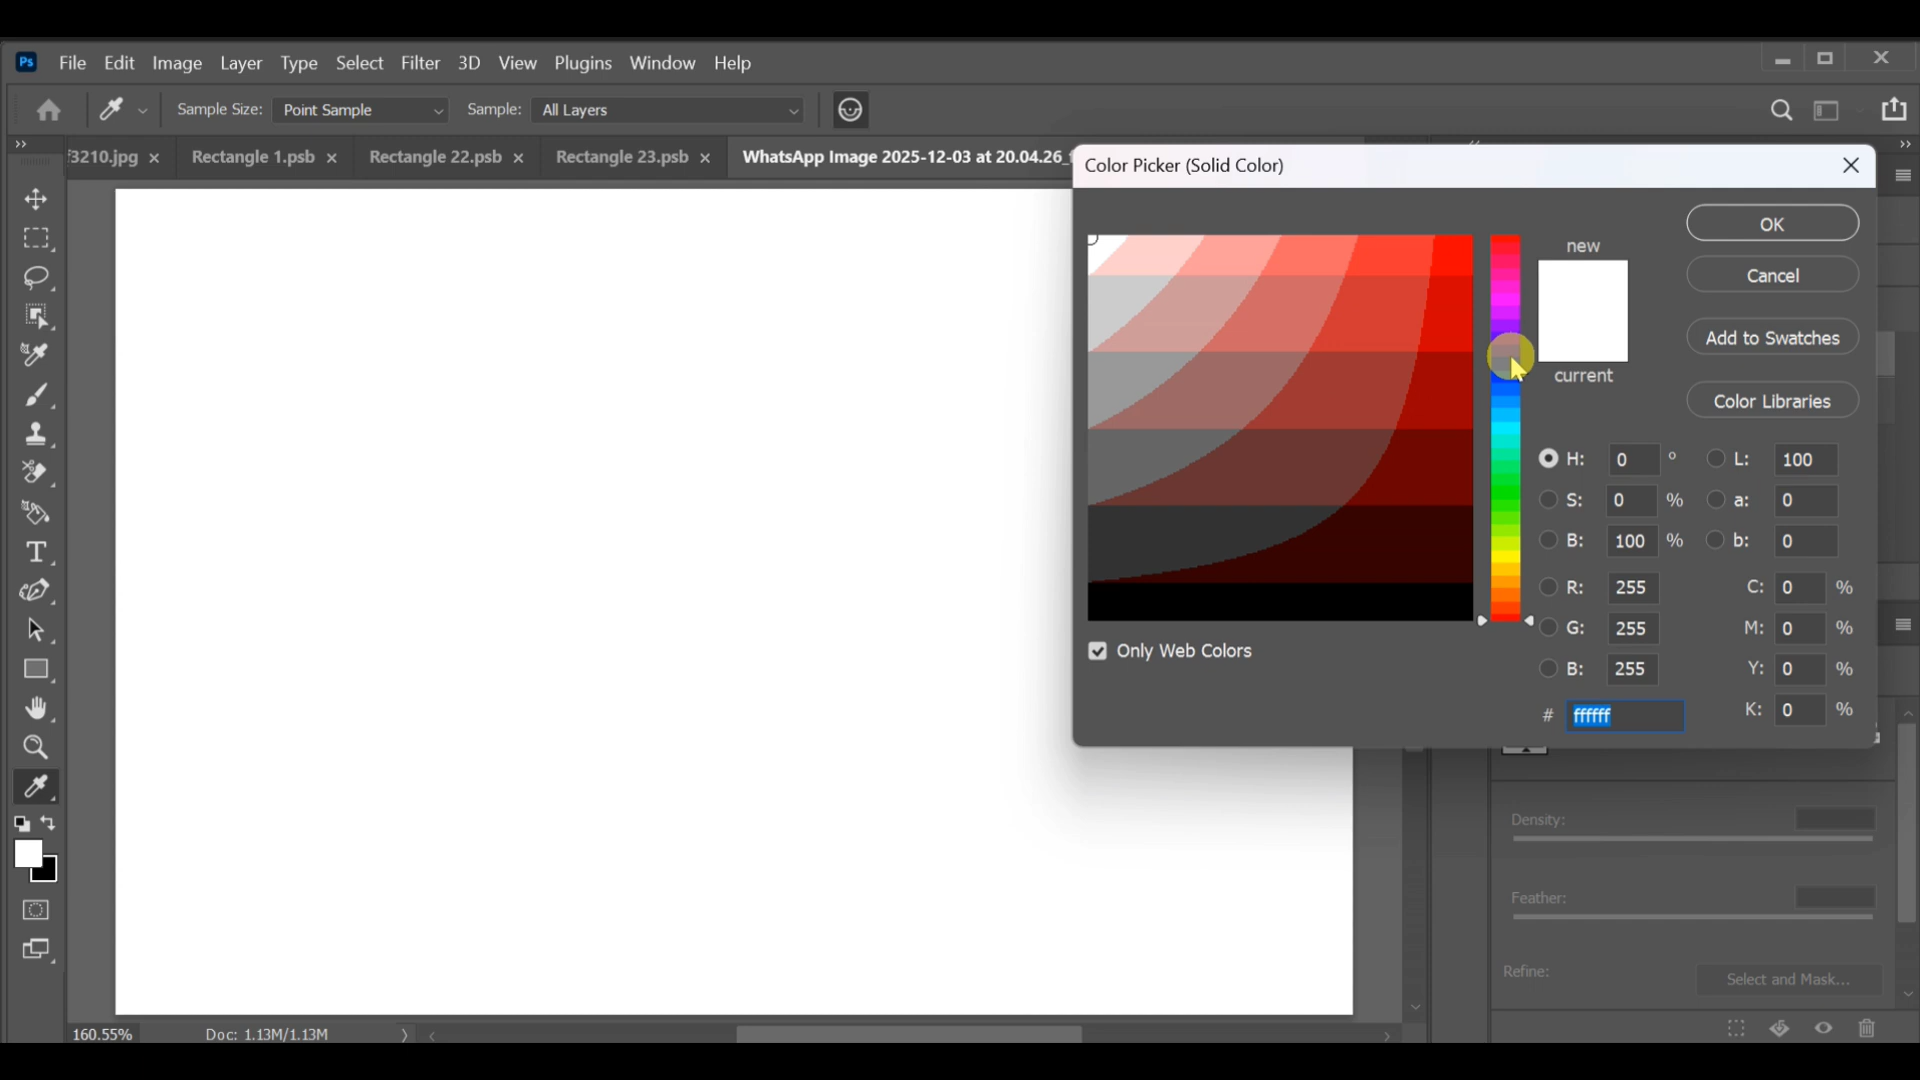 Ps File Edit Image Layer Type Select Filter 3D View Plugins Window Help
Sample Size: Point Sample Sample: All Layers
f3210.jpg × Rectangle 1.psb × Rectangle 22.psb × Rectangle 23.psb × WhatsApp Image 2025-12-03 at 20.04.26_
Color Picker (Solid Color)
OK
new
Cancel
Add to Swatches
current
Color Libraries
H: 0 ° L: 100
S: 0 % a: 0
B: 100 % b: 0
R: 255 C: 0 %
G: 255 M: 0 %
B: 255 Y: 0 %
# ffffff K: 0 %
Only Web Colors
T
Density:
Feather:
Refine: Select and Mask...
160.55% Doc: 1.13M/1.13M